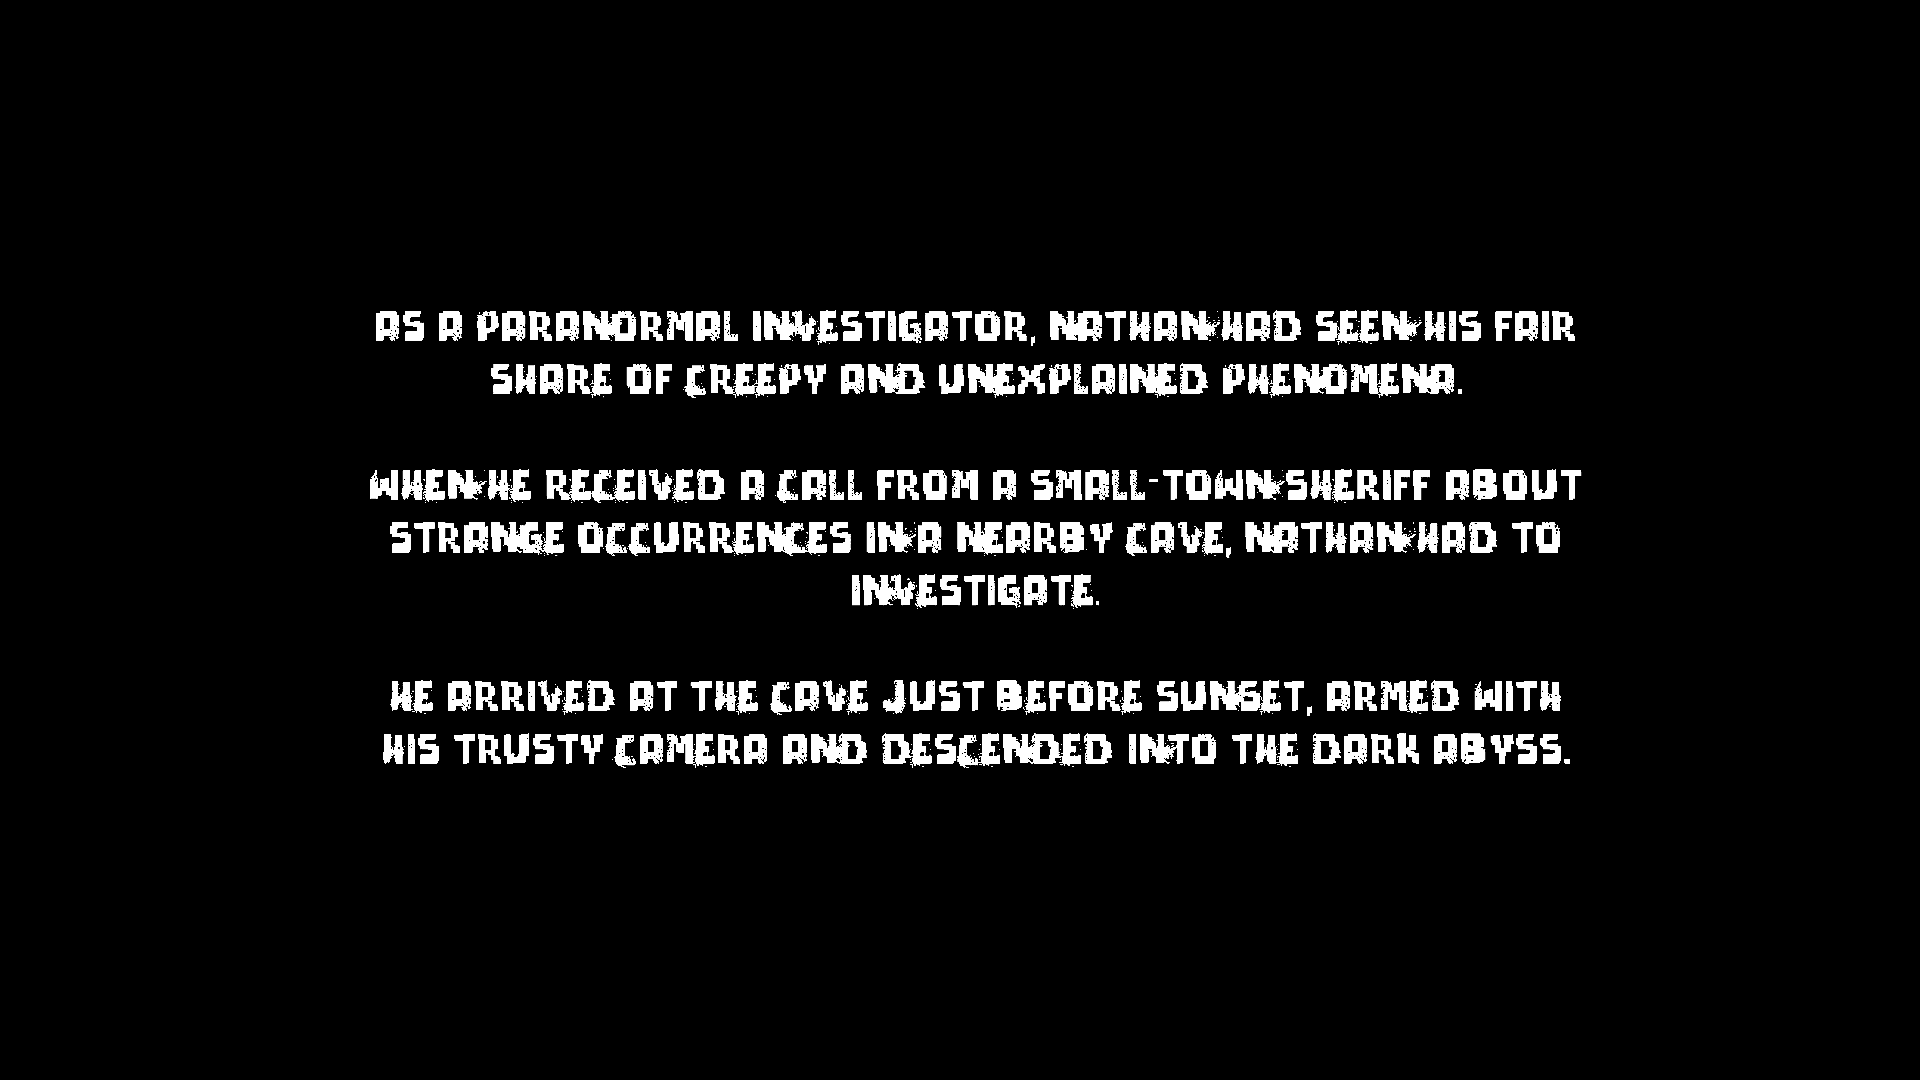 AS A PARANORMAL INVESTIGATOR, NATHAN HAD SEEN HIS FAIR
SHARE OF CREEPY AND UNEXPLAINED PHENOMENA.
WHEN HE RECEIVED A CALL FROM A SMALL-TOWN SHERIFF ABOUT
STRANGE OCCURRENCES IN A NEARBY CAVE, NATHAN HAD TO
INVESTIGATE.
HE ARRIVED AT THE CAVE JUST BEFORE SUNSET, ARMED WITH
HIS TRUSTY CAMERA AND DESCENDED INTO THE DARK ABYSS.